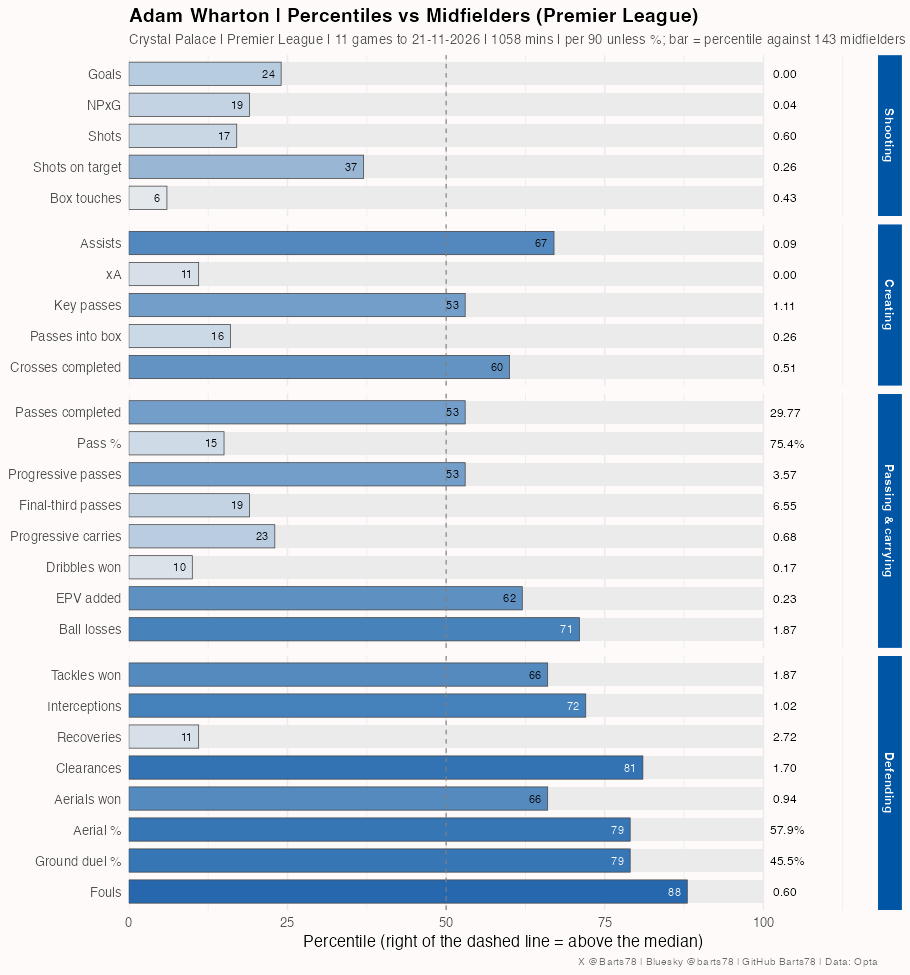 Adam Wharton | Percentiles vs Midfielders (Premier League)
Crystal Palace | Premier League | 11 games to 21-11-2026 | 1058 mins | per 90 unless %; bar = percentile against 143 midfielders
Goals 24 0.00
NPxG 19 0.04
Shots 17 0.60
Shots on target 37 0.26
Box touches 6 0.43
Shooting
Assists 67 0.09
xA 11 0.00
Key passes 53 1.11
Passes into box 16 0.26
Crosses completed 60 0.51
Creating
Passes completed 53 29.77
Pass % 15 75.4%
Progressive passes 53 3.57
Final-third passes 19 6.55
Progressive carries 23 0.68
Dribbles won 10 0.17
EPV added 62 0.23
Ball losses 71 1.87
Passing & carrying
Tackles won 66 1.87
Interceptions 72 1.02
Recoveries 11 2.72
Clearances 81 1.70
Aerials won 66 0.94
Aerial % 79 57.9%
Ground duel % 79 45.5%
Fouls 88 0.60
Defending
0 25 50 75 100
Percentile (right of the dashed line = above the median)
X @Barts78 | Bluesky @barts78 | GitHub Barts78 | Data: Opta